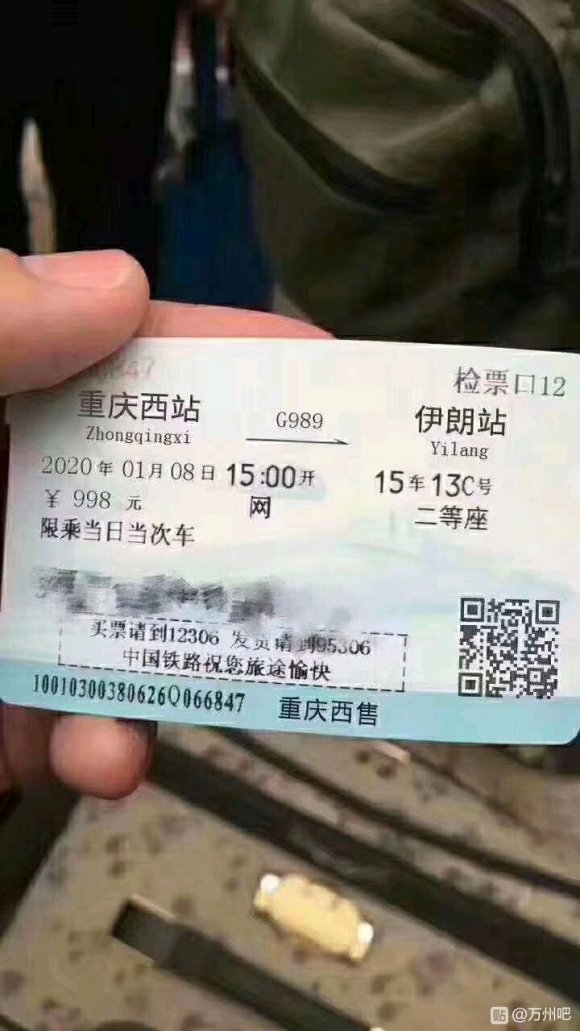 检票口12
重庆西站 G989 伊朗站
Zhongqingxi Yilang
2020年01月08日 15:00开 15车13C号
￥998元 网 二等座
限乘当日当次车
买票请到12306 发货请到95306
中国铁路祝您旅途愉快
10010300380626Q066847 重庆西售
贴 @万州吧